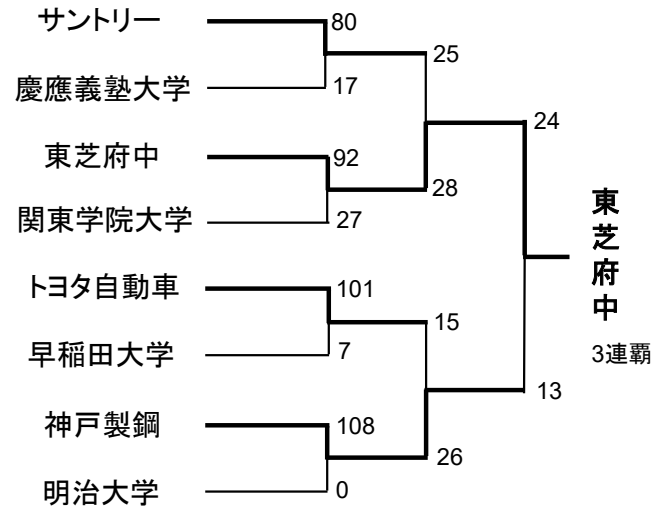 サントリー
80
25
慶應義塾大学
17
24
東芝府中
92
28
関東学院大学
27
東芝府中
3連覇
トヨタ自動車
101
15
早稲田大学
7
13
神戸製鋼
108
26
明治大学
0